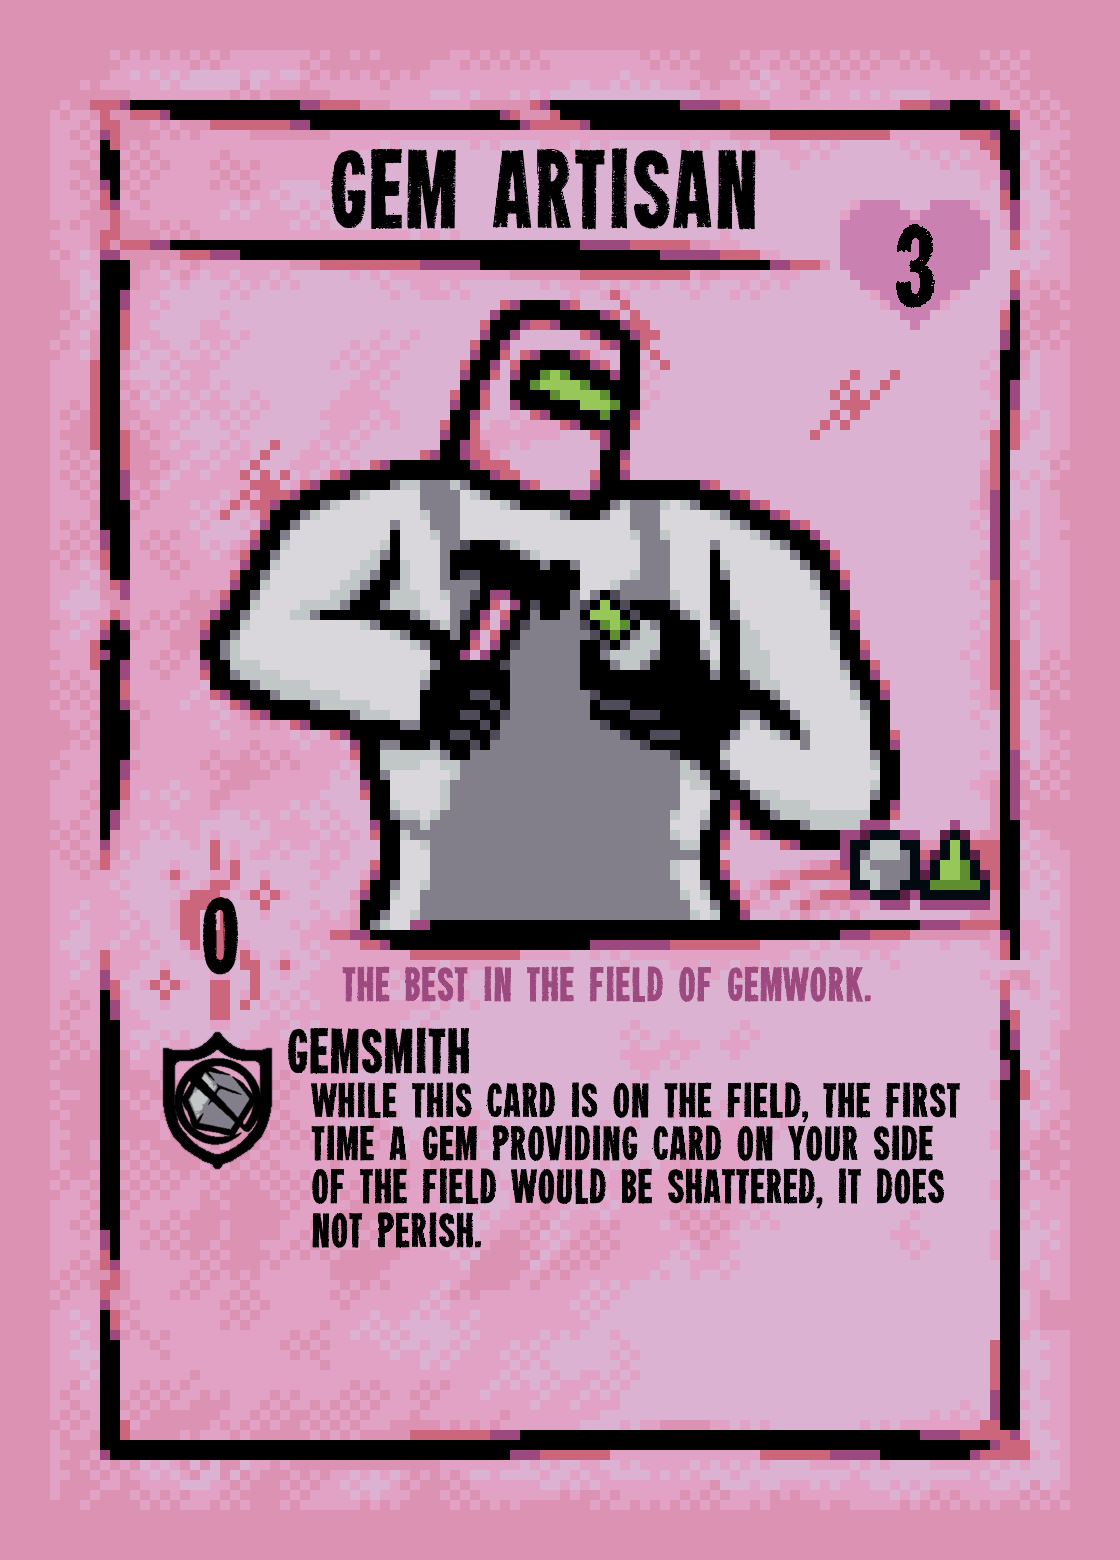 GEM ARTISAN
3
0
THE BEST IN THE FIELD OF GEMWORK.
GEMSMITH
WHILE THIS CARD IS ON THE FIELD, THE FIRST
TIME A GEM PROVIDING CARD ON YOUR SIDE
OF THE FIELD WOULD BE SHATTERED, IT DOES
NOT PERISH.